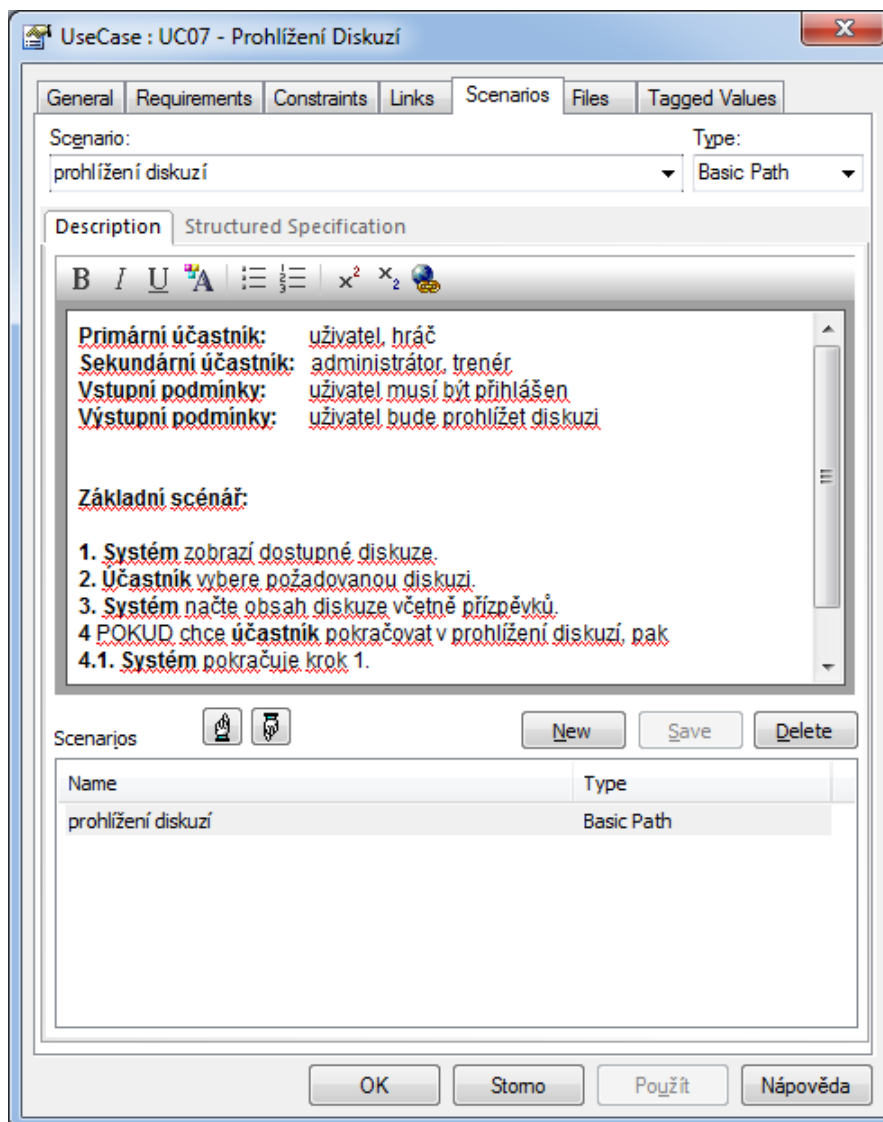 UseCase : UC07 - Prohlížení Diskuzí
General Requirements Constraints Links Scenarios Files Tagged Values
Scenario: Type:
prohlížení diskuzí Basic Path
Description Structured Specification
B I U A x² x₂
Primární účastník: uživatel, hráč
Sekundární účastník: administrátor, trenér
Vstupní podmínky: uživatel musí být přihlášen
Výstupní podmínky: uživatel bude prohlížet diskuzi
Základní scénář:
1. Systém zobrazí dostupné diskuze.
2. Účastník vybere požadovanou diskuzi.
3. Systém načte obsah diskuze včetně přízpěvků.
4 POKUD chce účastník pokračovat v prohlížení diskuzí, pak
4.1. Systém pokračuje krok 1.
Scenarios New Save Delete
Name Type
prohlížení diskuzí Basic Path
OK Storno Použít Nápověda